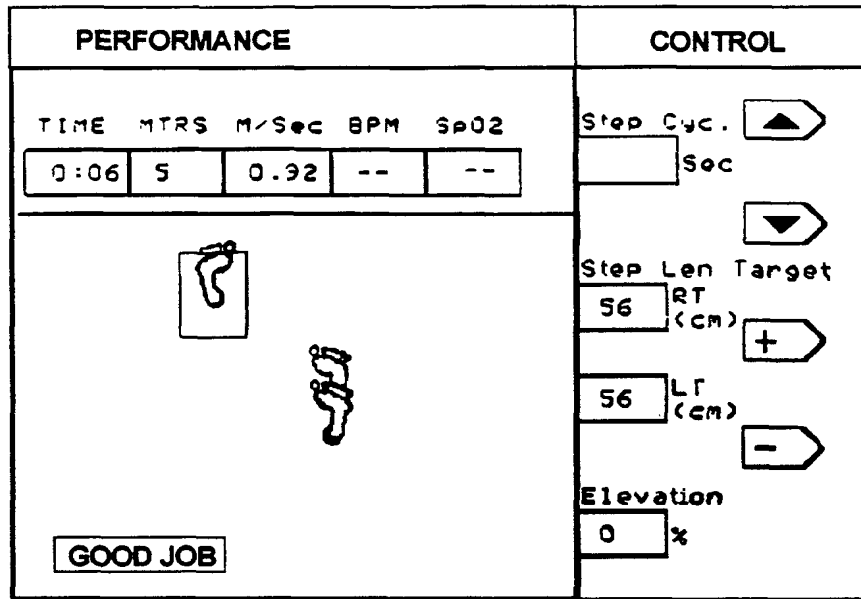 PERFORMANCE
TIME MTRS M/Sec BPM SpO2
0:06 5 0.92 -- --
GOOD JOB
CONTROL
Step Cyc.
Sec
Step Len Target
56 RT
(cm)
+
56 LT
(cm)
-
Elevation
0 %